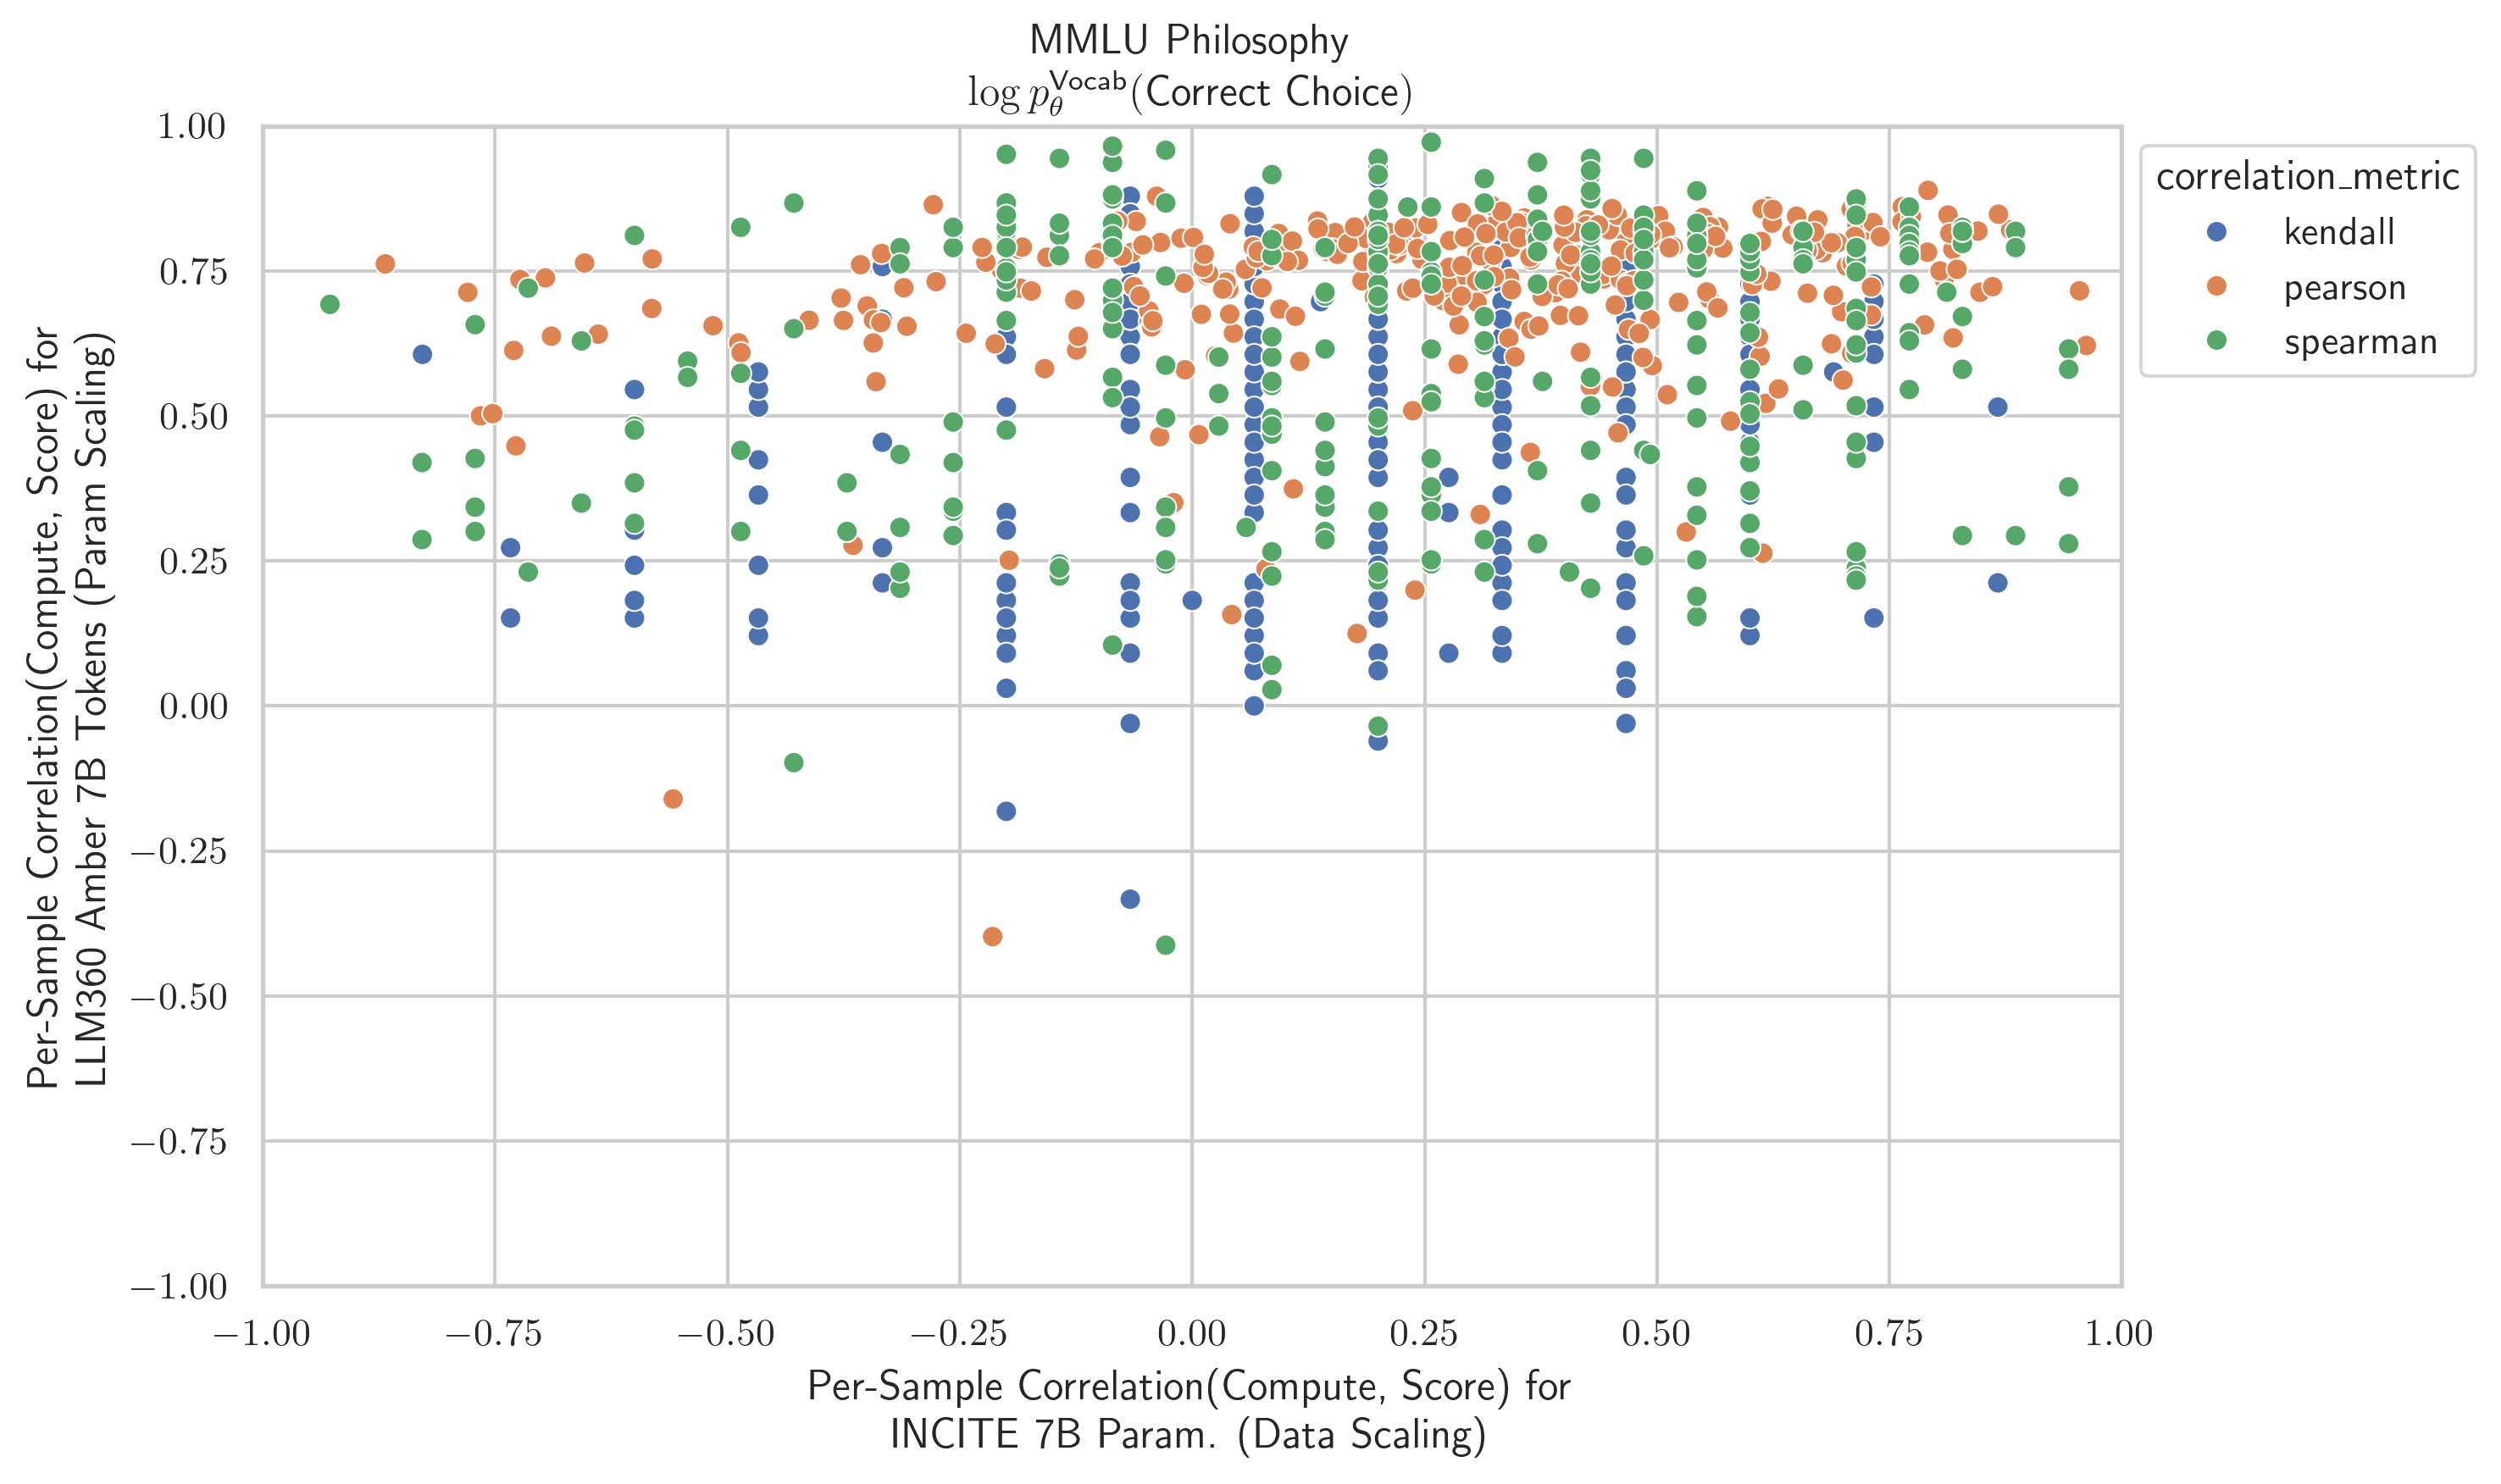 MMLU Philosophy
log p_θ^Vocab(Correct Choice)
1.00
0.75
0.50
0.25
0.00
−0.25
−0.50
−0.75
−1.00
Per-Sample Correlation(Compute, Score) for
LLM360 Amber 7B Tokens (Param Scaling)
correlation_metric
kendall
pearson
spearman
−1.00 −0.75 −0.50 −0.25 0.00 0.25 0.50 0.75 1.00
Per-Sample Correlation(Compute, Score) for
INCITE 7B Param. (Data Scaling)